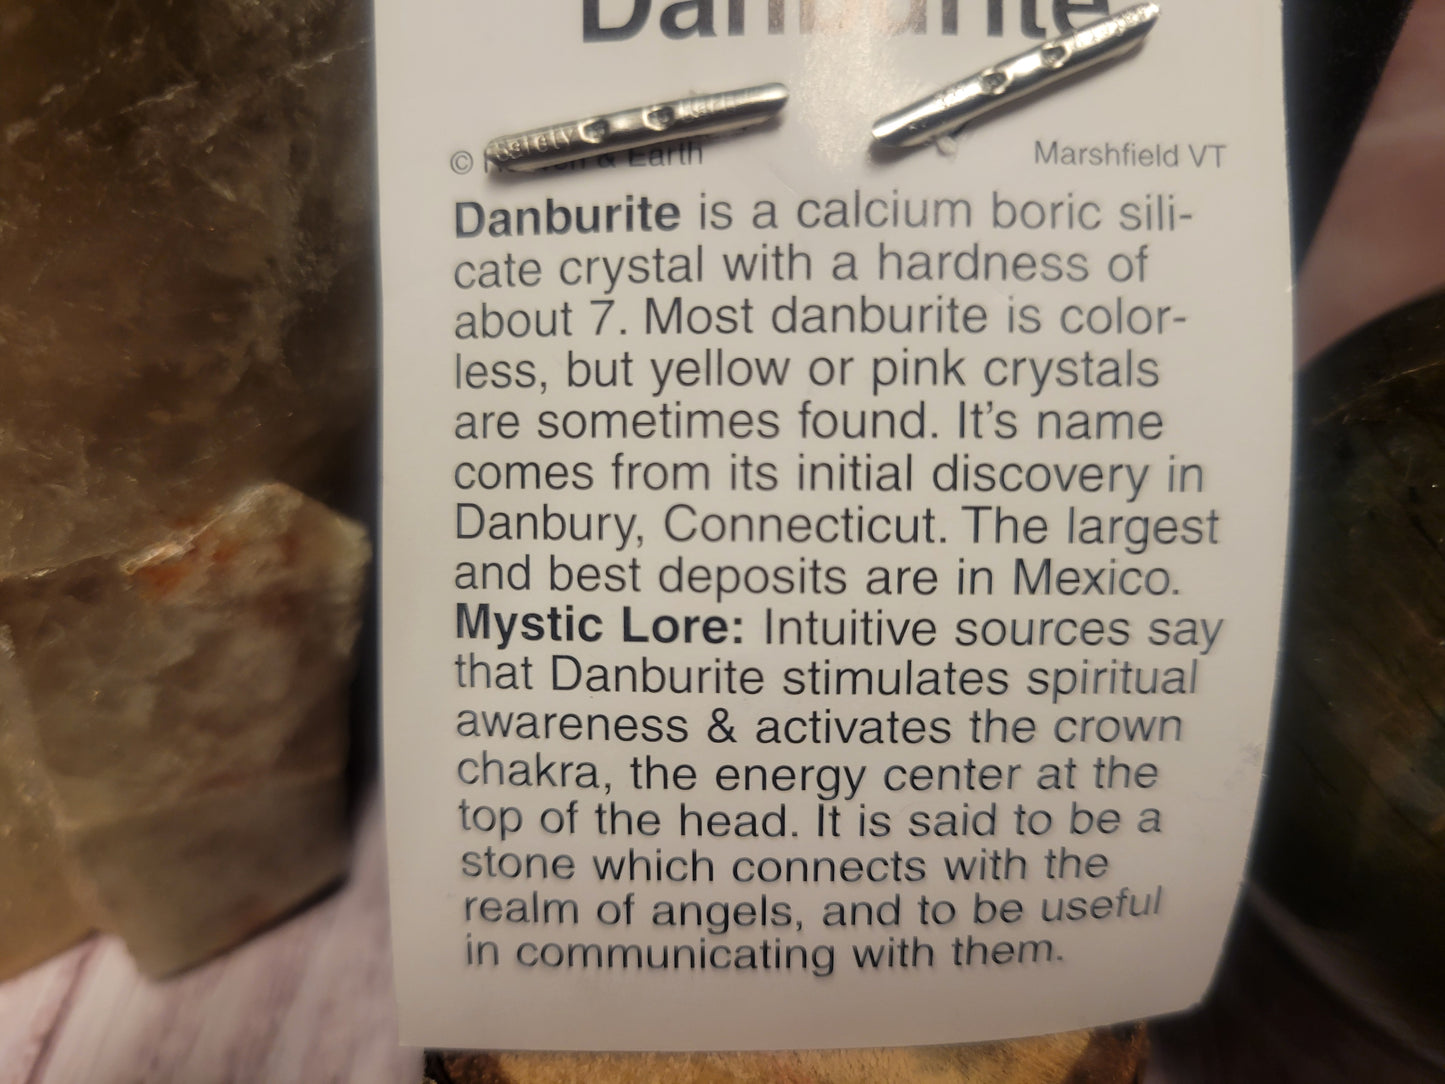 Danburite
© Heaven & Earth Marshfield VT
Danburite is a calcium boric sili-
cate crystal with a hardness of
about 7. Most danburite is color-
less, but yellow or pink crystals
are sometimes found. It's name
comes from its initial discovery in
Danbury, Connecticut. The largest
and best deposits are in Mexico.
Mystic Lore: Intuitive sources say
that Danburite stimulates spiritual
awareness & activates the crown
chakra, the energy center at the
top of the head. It is said to be a
stone which connects with the
realm of angels, and to be useful
in communicating with them.